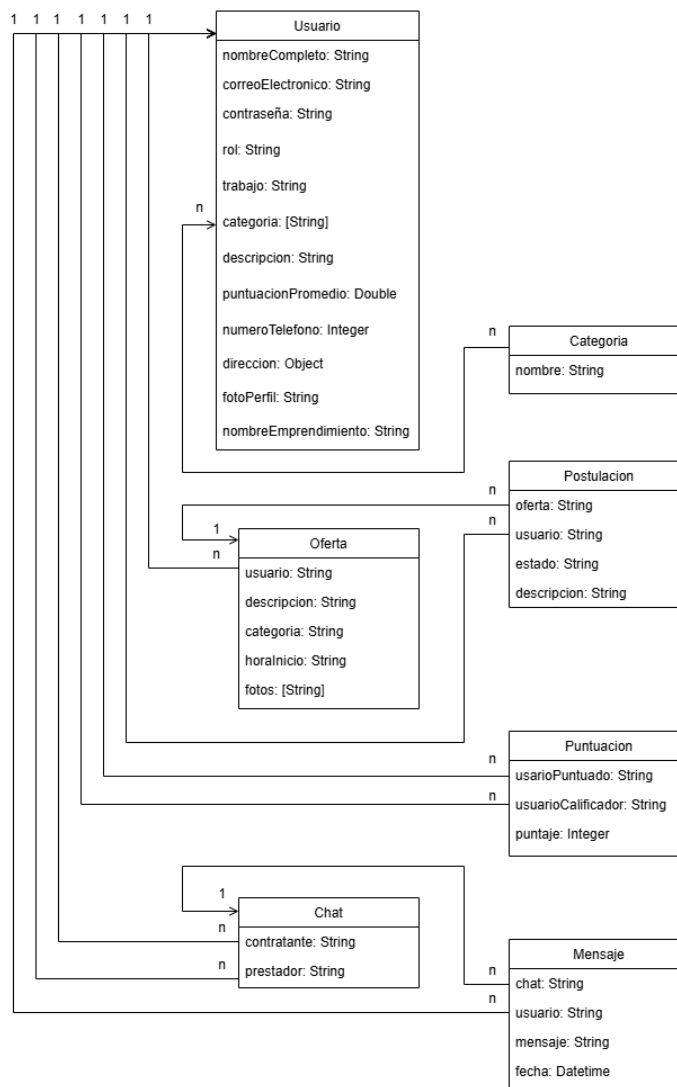 1 1 1 1 1 1 1
Usuario
nombreCompleto: String
correoElectronico: String
contraseña: String
rol: String
trabajo: String
n
categoria: [String]
descripcion: String
puntuacionPromedio: Double
numeroTelefono: Integer
direccion: Object
fotoPerfil: String
nombreEmprendimiento: String
n
Categoria
nombre: String
Postulacion
n
oferta: String
n
usuario: String
estado: String
descripcion: String
1
Oferta
n
usuario: String
descripcion: String
categoria: String
horaInicio: String
fotos: [String]
Puntuacion
n
usarioPuntuado: String
n
usuarioCalificador: String
puntaje: Integer
1
Chat
n
contratante: String
n
prestador: String
Mensaje
n
chat: String
n
usuario: String
mensaje: String
fecha: Datetime